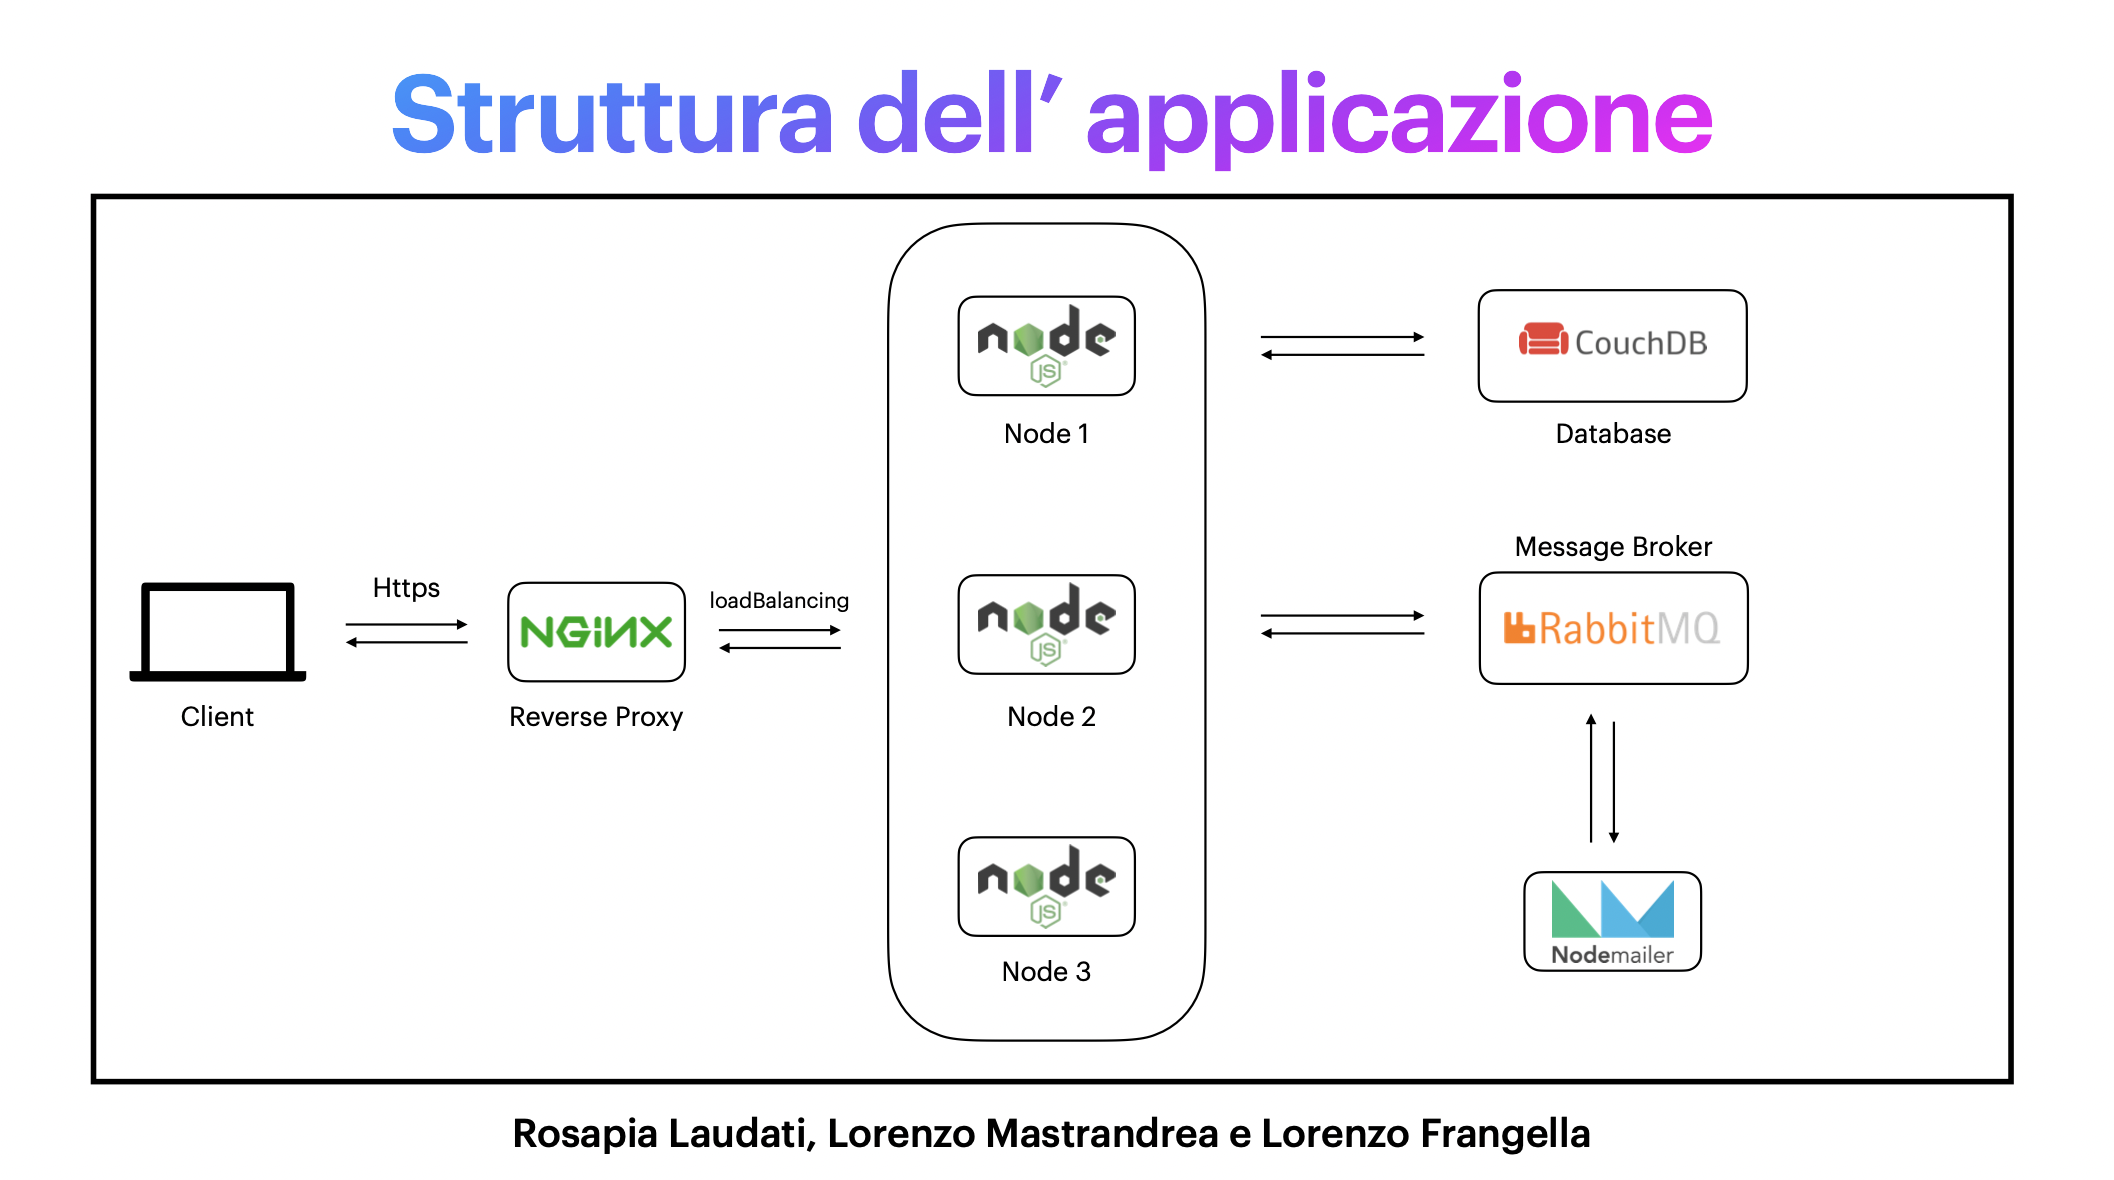 Struttura dell’ applicazione
node
JS
Node 1
CouchDB
Database
Message Broker
Https
loadBalancing
NGINX
node
JS
RabbitMQ
Client
Reverse Proxy
Node 2
node
JS
Nodemailer
Node 3
Rosapia Laudati, Lorenzo Mastrandrea e Lorenzo Frangella